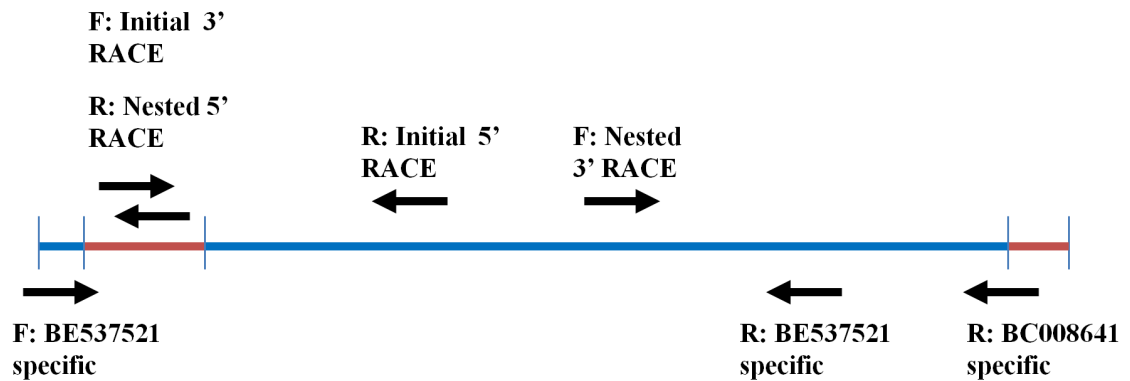 F: Initial 3’
RACE
R: Nested 5’
RACE
R: Initial 5’
RACE
F: Nested
3’ RACE
F: BE537521
specific
R: BE537521
specific
R: BC008641
specific